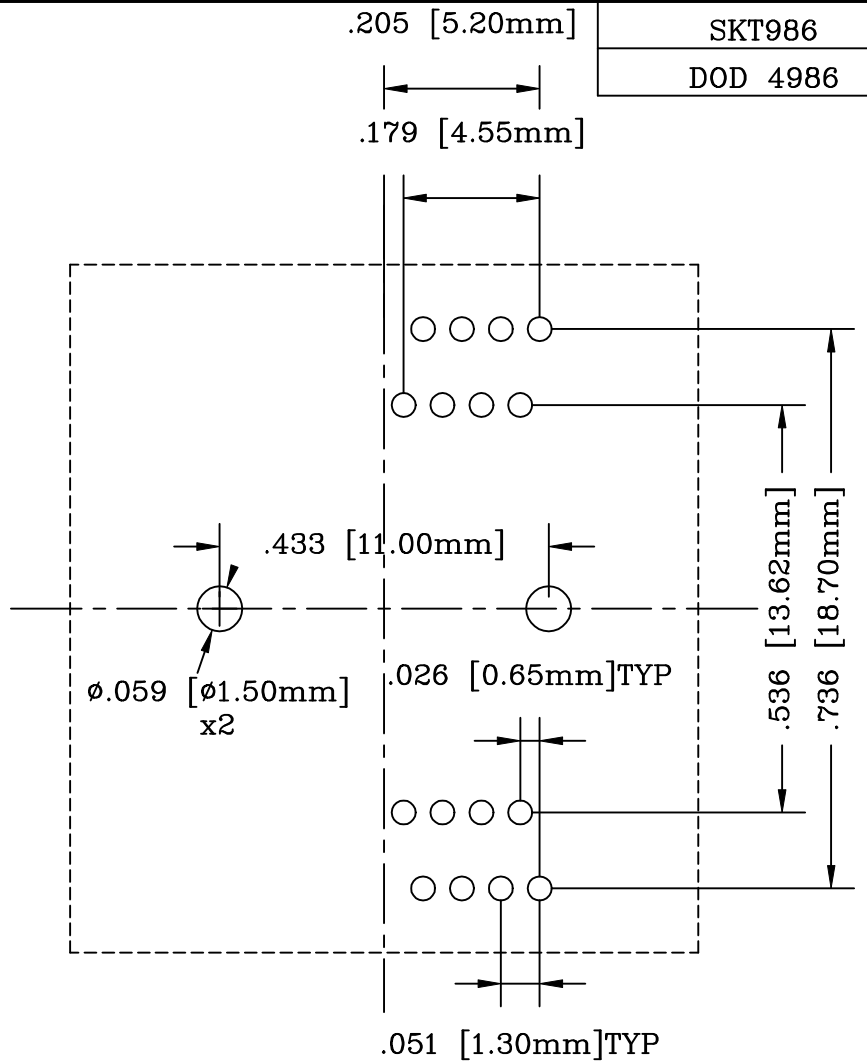 .205 [5.20mm]
SKT986
DOD 4986
.179 [4.55mm]
.433 [11.00mm]
.536 [13.62mm]
.736 [18.70mm]
.026 [0.65mm]TYP
ø.059 [ø1.50mm]
x2
.051 [1.30mm]TYP